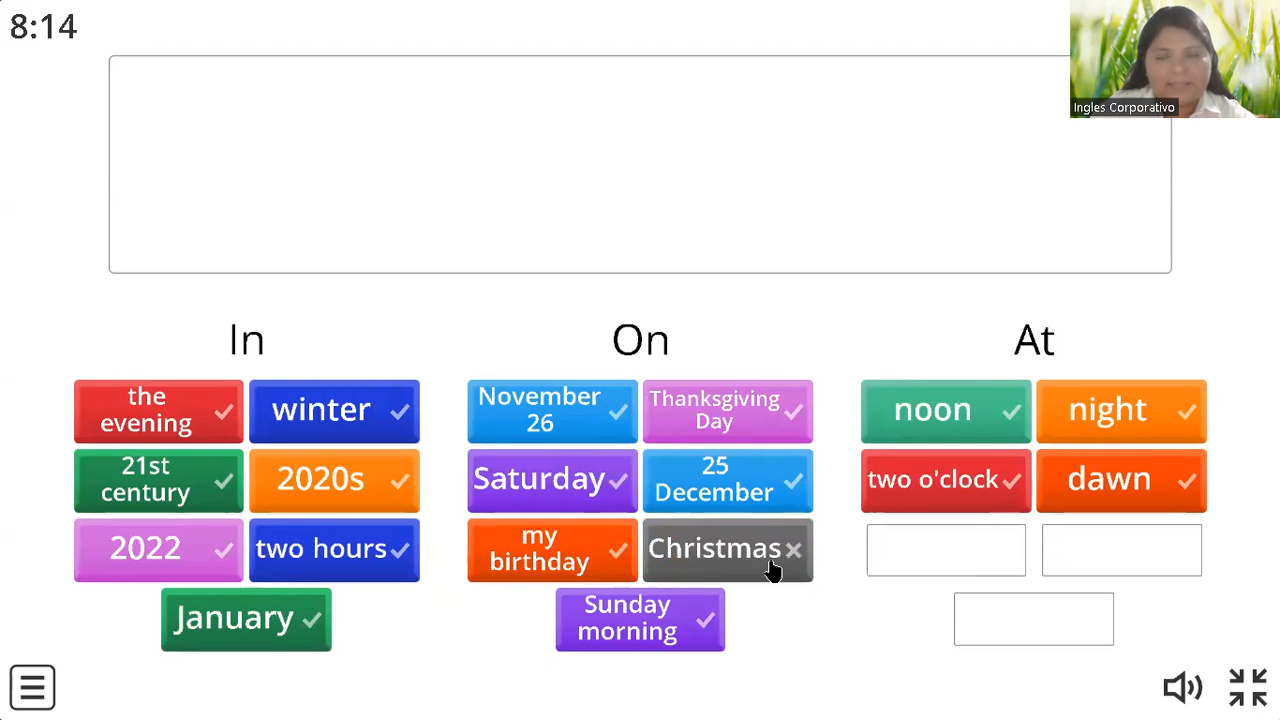 8:14
Ingles Corporativo
In
On
At
the
evening
winter
November
26
Thanksgiving
Day
noon
night
21st
century
2020s
Saturday
25
December
two o'clock
dawn
2022
two hours
my
birthday
Christmas
January
Sunday
morning